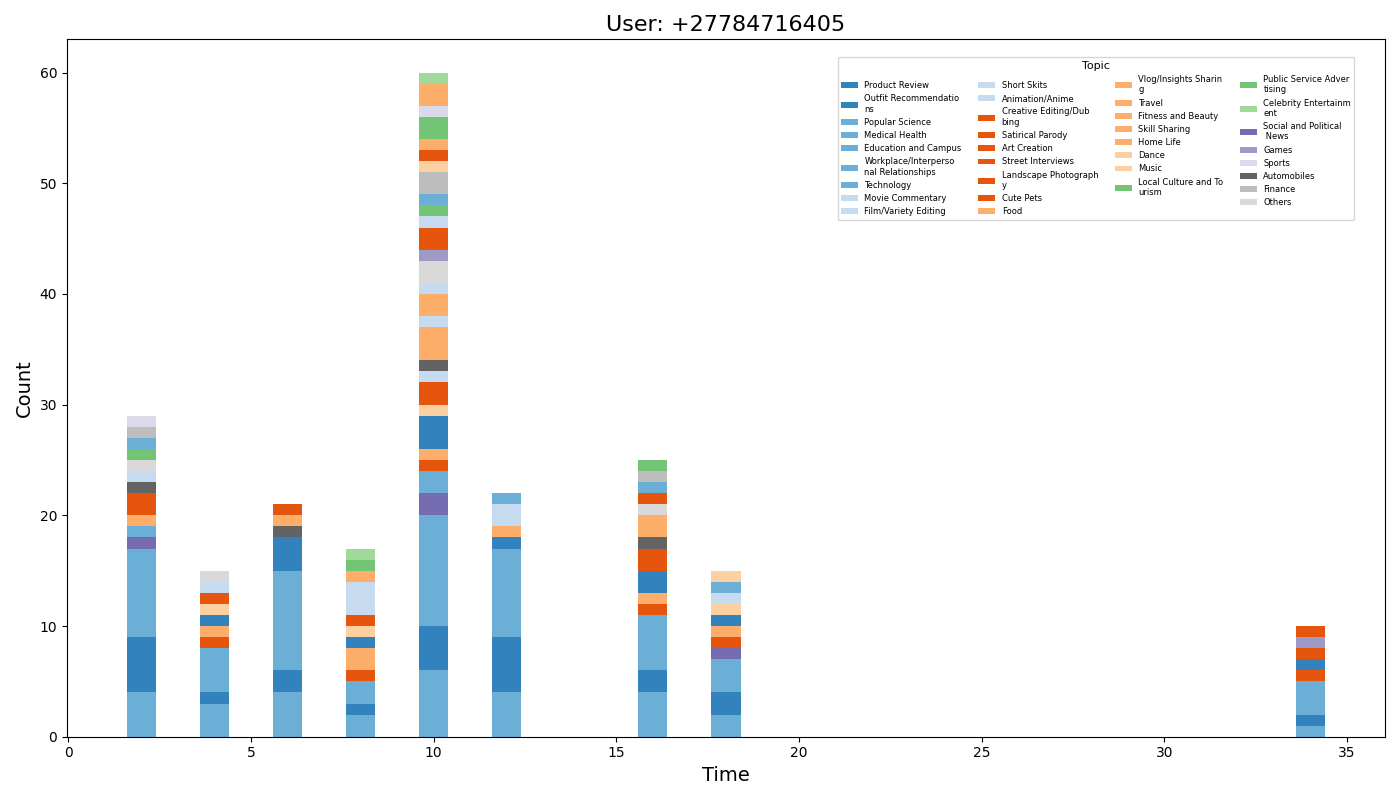 User: +27784716405
Topic
Product Review
Outfit Recommendatio
ns
Popular Science
Medical Health
Education and Campus
Workplace/Interperso
nal Relationships
Technology
Movie Commentary
Film/Variety Editing
Short Skits
Animation/Anime
Creative Editing/Dub
bing
Satirical Parody
Art Creation
Street Interviews
Landscape Photograph
y
Cute Pets
Food
Vlog/Insights Sharin
g
Travel
Fitness and Beauty
Skill Sharing
Home Life
Dance
Music
Local Culture and To
urism
Public Service Adver
tising
Celebrity Entertainm
ent
Social and Political
News
Games
Sports
Automobiles
Finance
Others
Count
60
50
40
30
20
10
0
0 5 10 15 20 25 30 35
Time